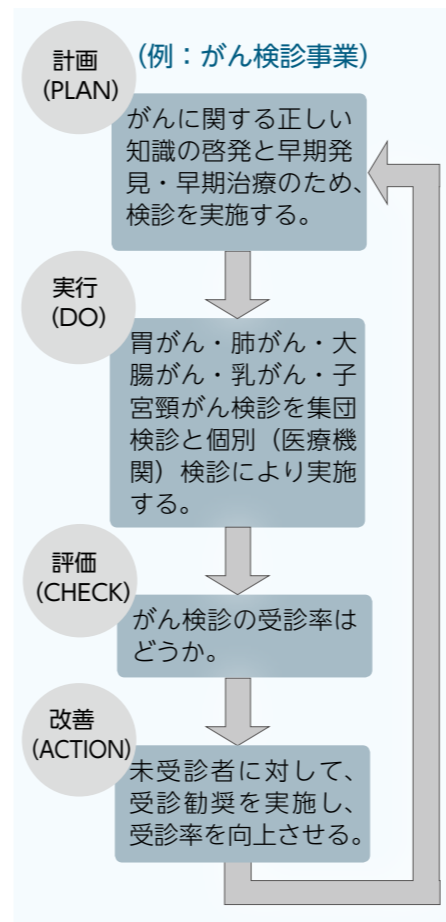 計画
(PLAN)
(例：がん検診事業)
がんに関する正しい
知識の啓発と早期発
見・早期治療のため、
検診を実施する。
実行
(DO)
胃がん・肺がん・大
腸がん・乳がん・子
宮頸がん検診を集団
検診と個別（医療機
関）検診により実施
する。
評価
(CHECK)
がん検診の受診率は
どうか。
改善
(ACTION)
未受診者に対して、
受診勧奨を実施し、
受診率を向上させる。